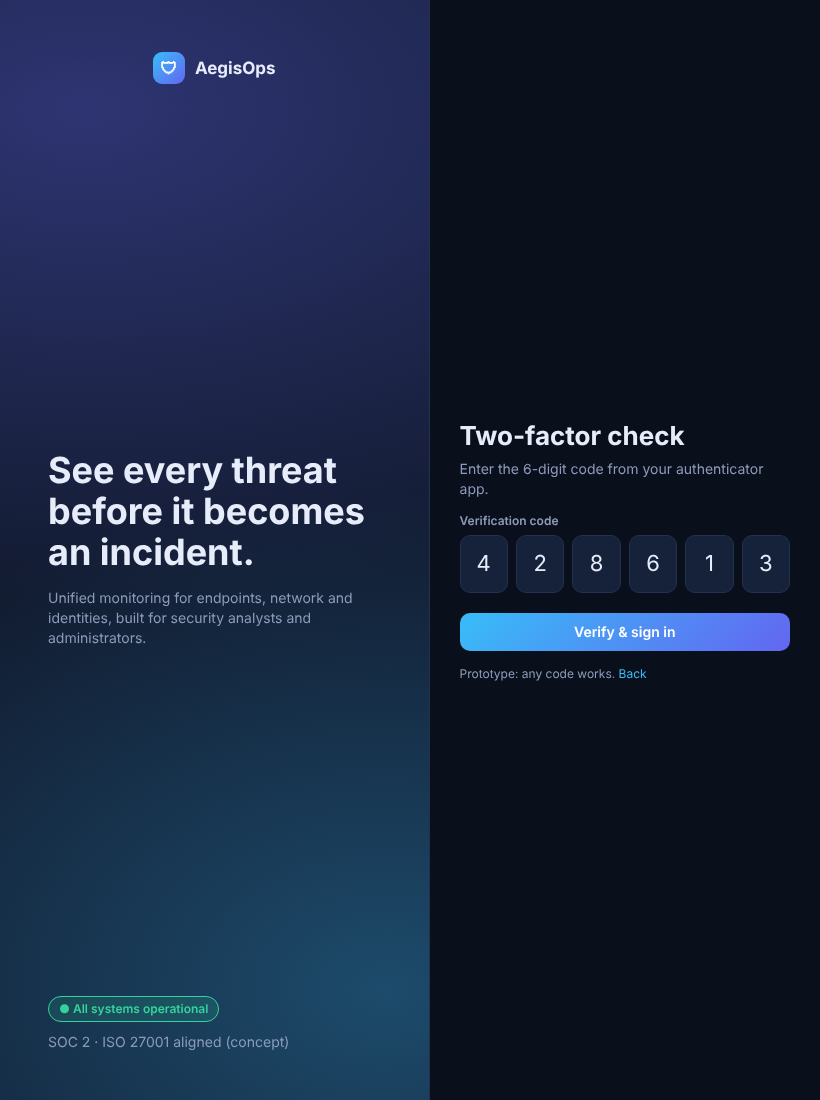 AegisOps
See every threat
before it becomes
an incident.
Unified monitoring for endpoints, network and
identities, built for security analysts and
administrators.
All systems operational
SOC 2 · ISO 27001 aligned (concept)
Two-factor check
Enter the 6-digit code from your authenticator
app.
Verification code
4 2 8 6 1 3
Verify & sign in
Prototype: any code works. Back